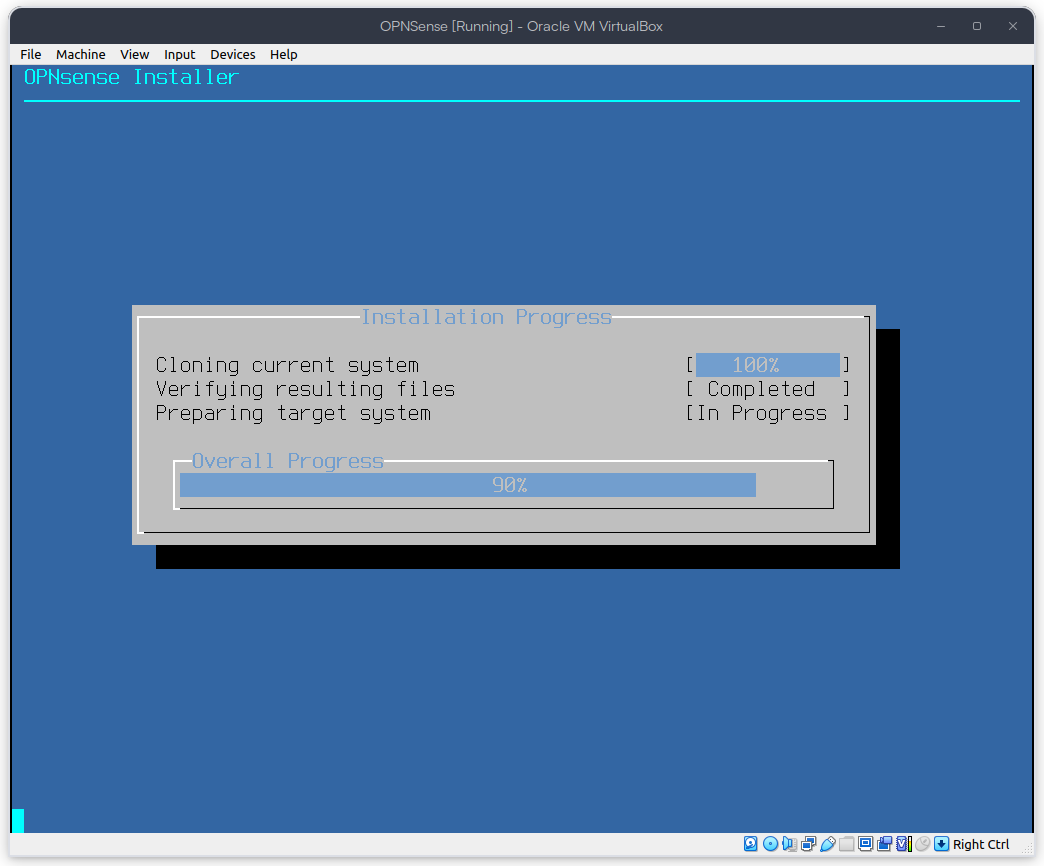 OPNSense [Running] - Oracle VM VirtualBox
File Machine View Input Devices Help
OPNsense Installer
Installation Progress
Cloning current system [ 100% ]
Verifying resulting files [ Completed ]
Preparing target system [In Progress ]
Overall Progress
90%
Right Ctrl